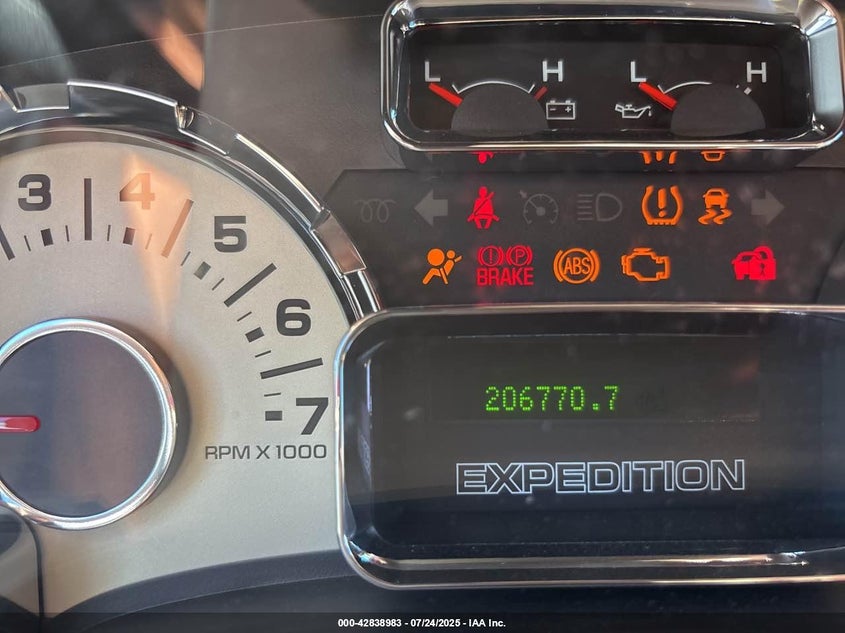 L H L H
3 4 5 6 7
BRAKE
ABS
RPM X 1000
206770.7
EXPEDITION
000-42838983 - 07/24/2025 - IAA Inc.